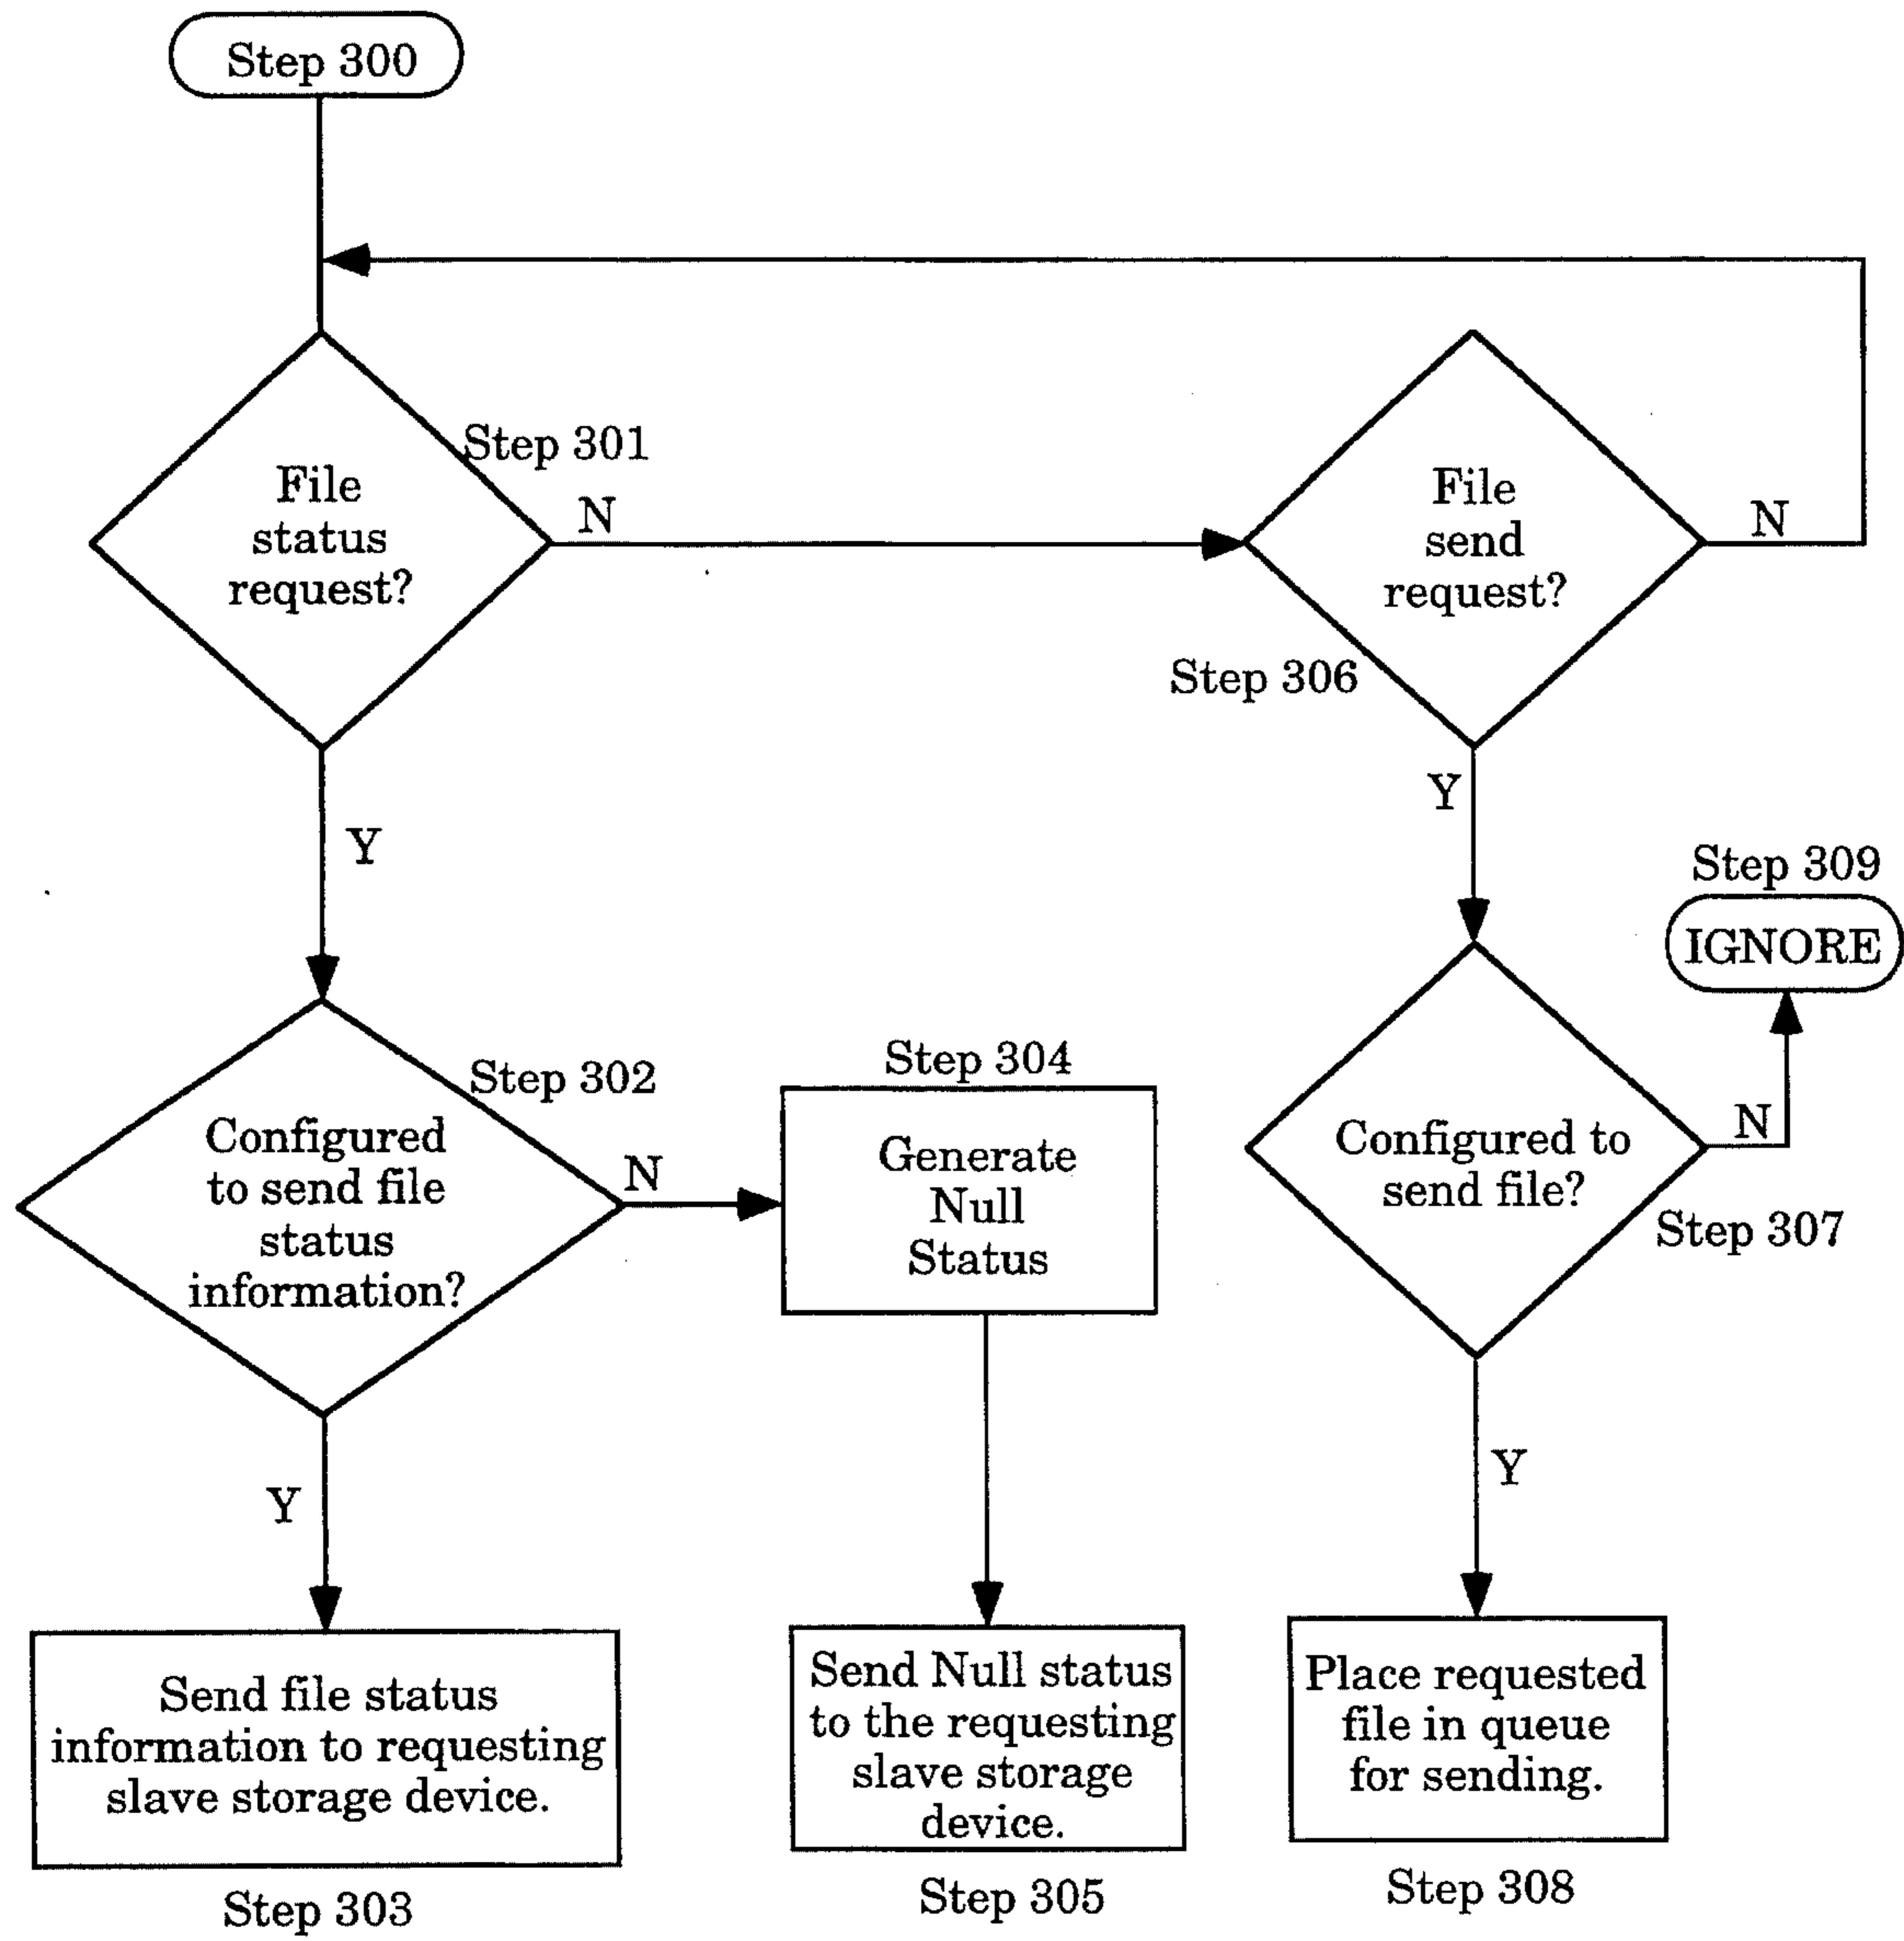 Step 300
Step 301
File
status
request?
N
File
send
request?
N
Step 306
Y
Y
Step 309
IGNORE
Step 302
Configured
to send file
status
information?
N
Step 304
Generate
Null
Status
Configured to
send file?
N
Step 307
Y
Y
Send file status
information to requesting
slave storage device.
Step 303
Send Null status
to the requesting
slave storage
device.
Step 305
Place requested
file in queue
for sending.
Step 308